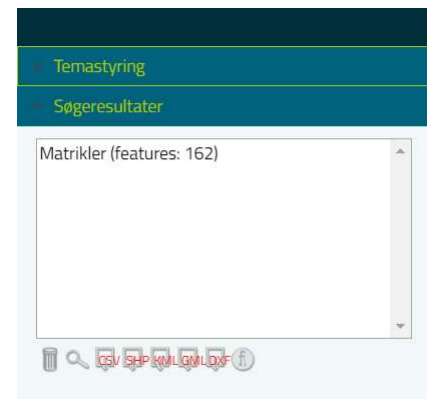 Temastyring
Søgeresultater
Matrikler (features: 162)
CSV SHP KML GML DXF i